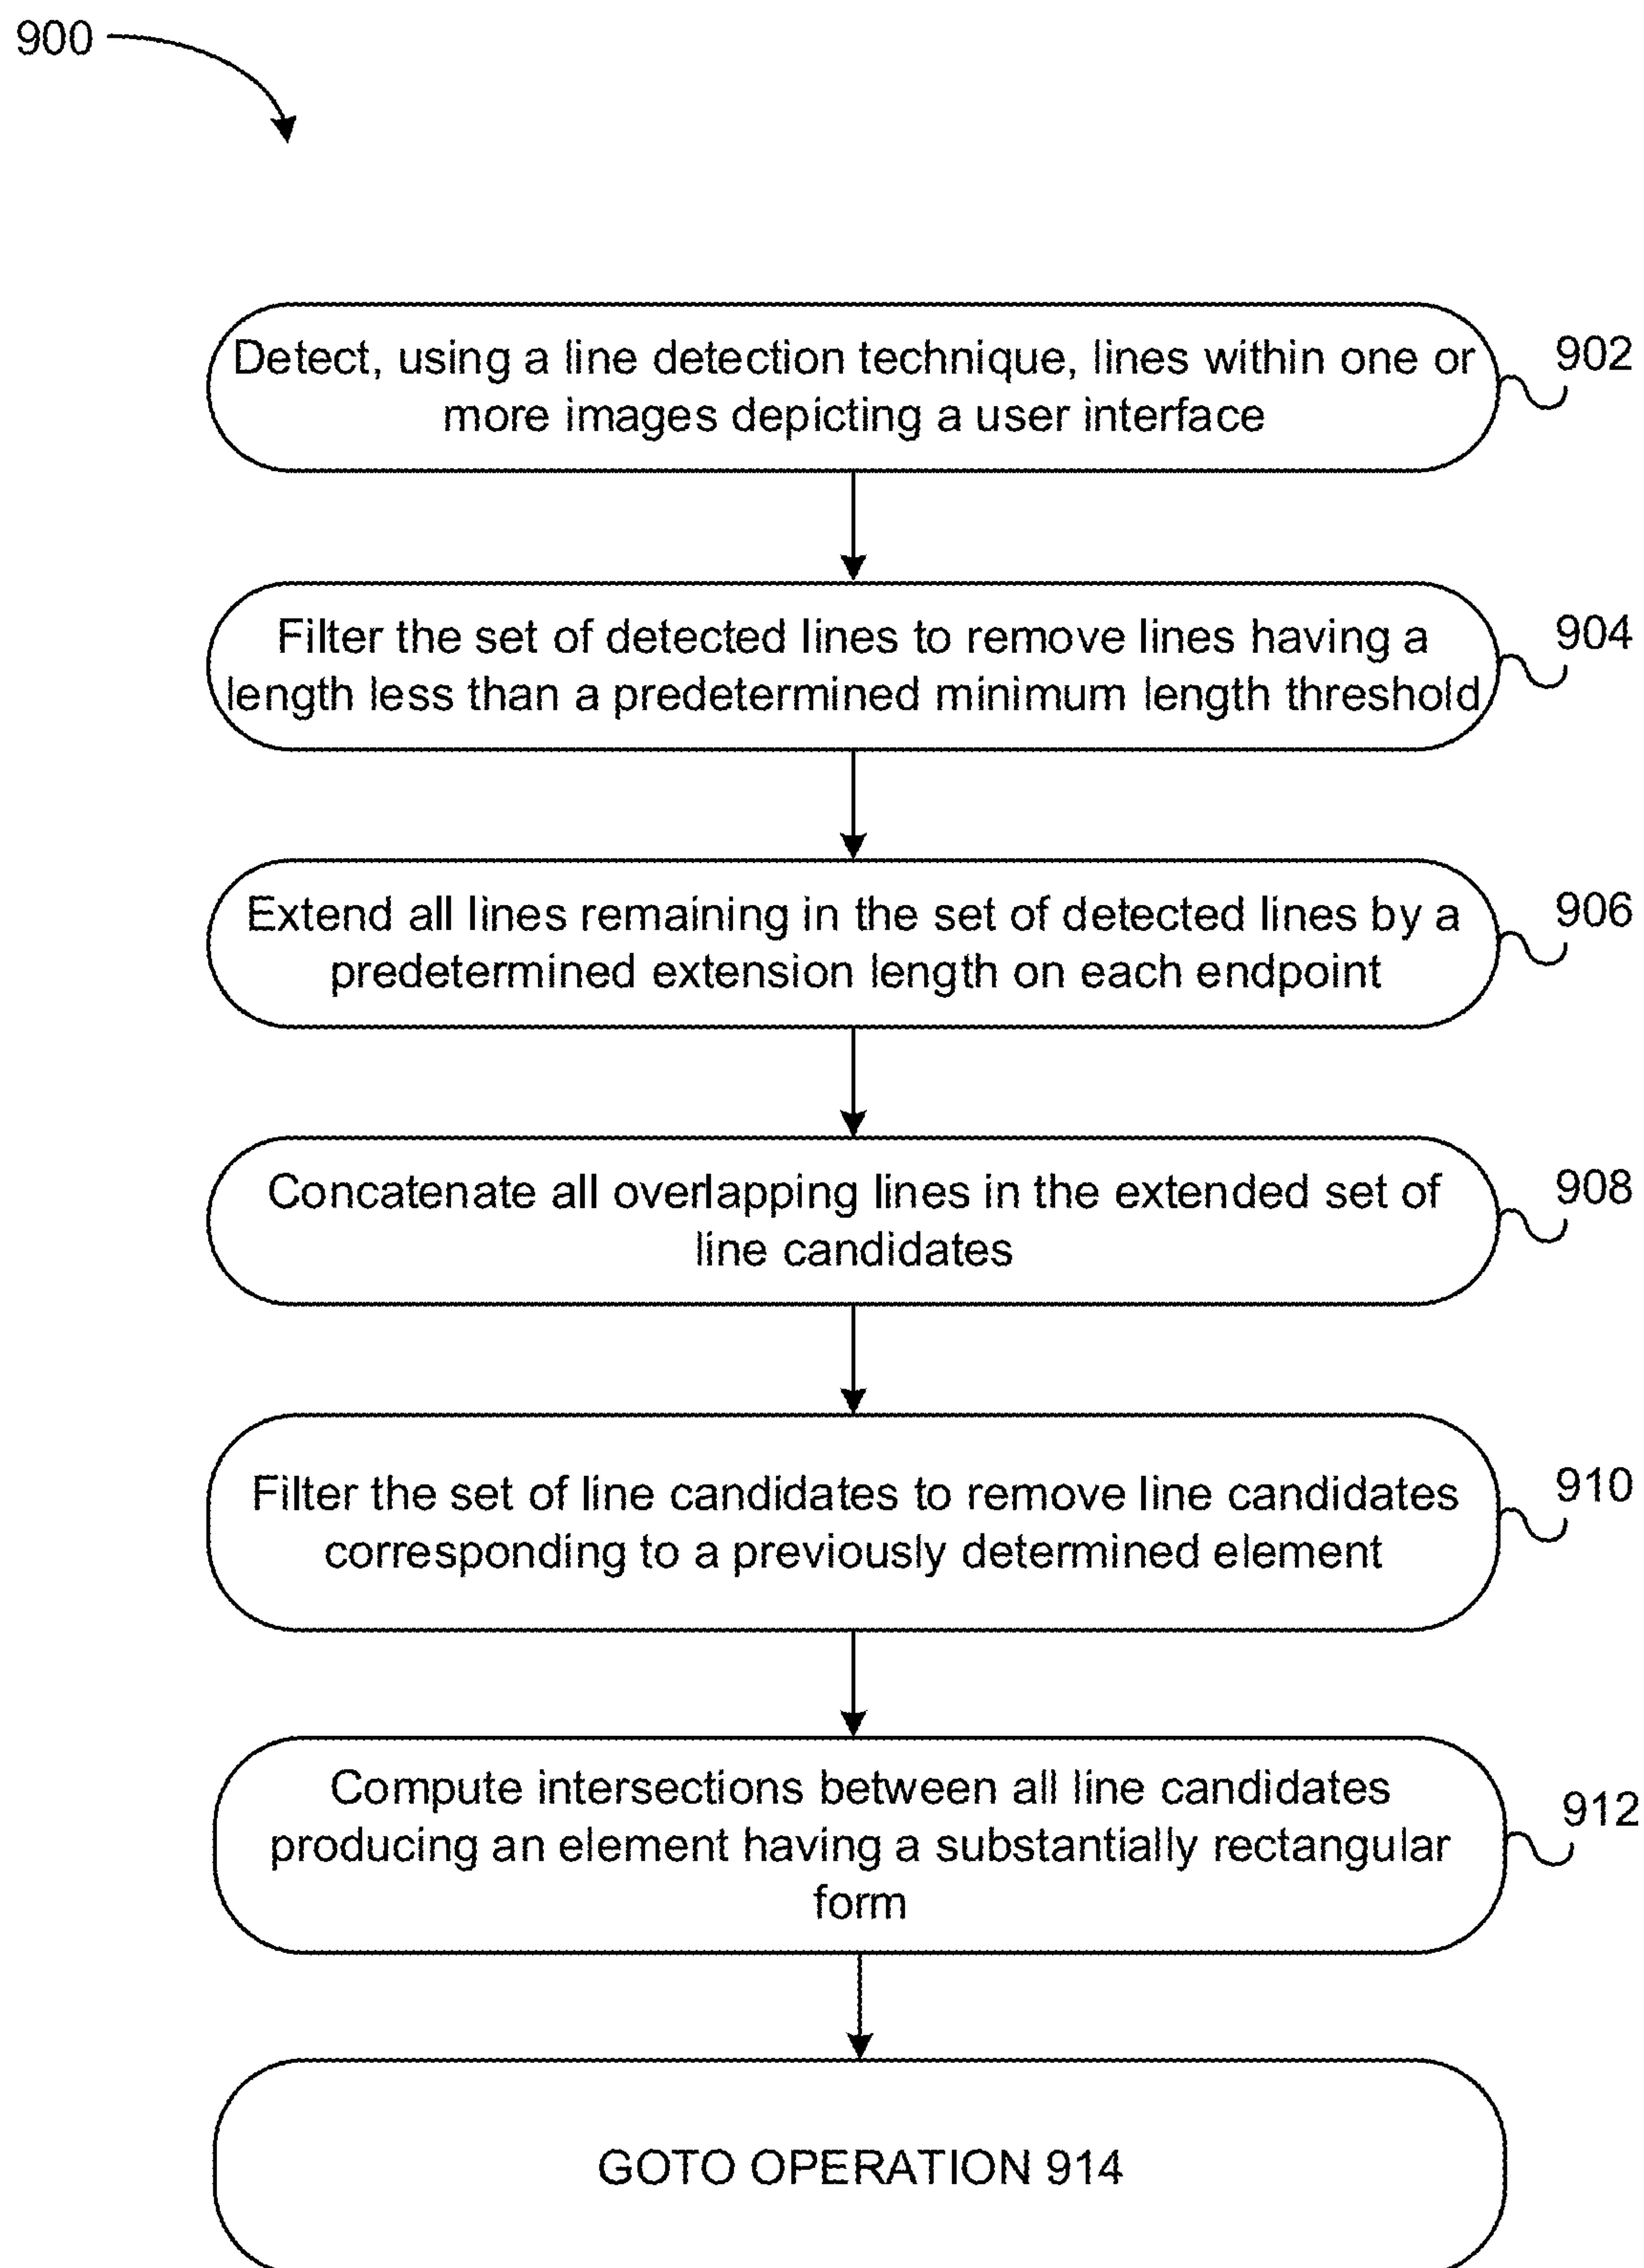 900
Detect, using a line detection technique, lines within one or
more images depicting a user interface
902
Filter the set of detected lines to remove lines having a
length less than a predetermined minimum length threshold
904
Extend all lines remaining in the set of detected lines by a
predetermined extension length on each endpoint
906
Concatenate all overlapping lines in the extended set of
line candidates
908
Filter the set of line candidates to remove line candidates
corresponding to a previously determined element
910
Compute intersections between all line candidates
producing an element having a substantially rectangular
form
912
GOTO OPERATION 914